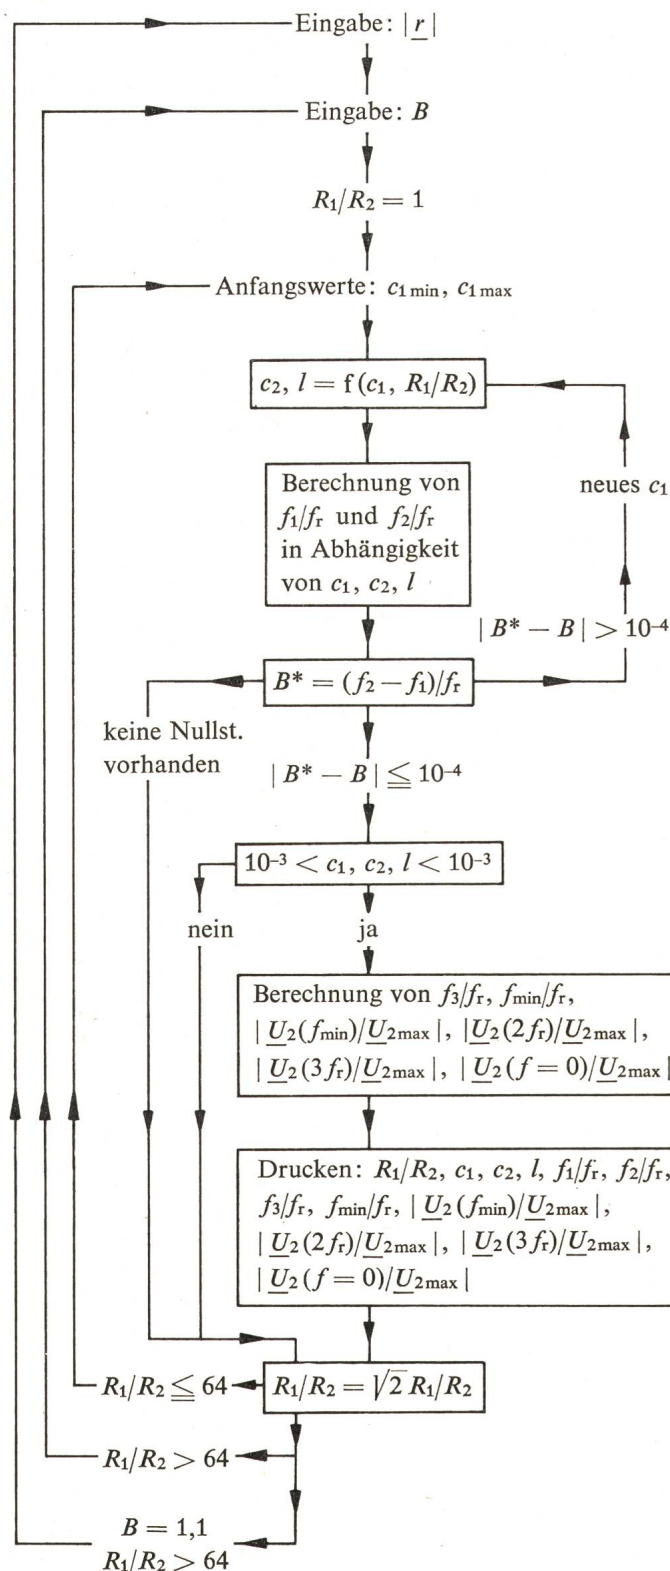 Eingabe: | r |
Eingabe: B
R₁/R₂ = 1
Anfangswerte: c₁ min, c₁ max
c₂, l = f (c₁, R₁/R₂)
Berechnung von
f₁/fᵣ und f₂/fᵣ
in Abhängigkeit
von c₁, c₂, l
neues c₁
| B* − B | > 10⁻⁴
B* = (f₂ − f₁)/fᵣ
keine Nullst.
vorhanden
| B* − B | ≦ 10⁻⁴
10⁻³ < c₁, c₂, l < 10⁻³
nein
ja
Berechnung von f₃/fᵣ, fmin/fᵣ,
| U₂(fmin)/U₂max |, | U₂(2fᵣ)/U₂max |,
| U₂(3fᵣ)/U₂max |, | U₂(f = 0)/U₂max |
Drucken: R₁/R₂, c₁, c₂, l, f₁/fᵣ, f₂/fᵣ,
f₃/fᵣ, fmin/fᵣ, | U₂(fmin)/U₂max |,
| U₂(2fᵣ)/U₂max |, | U₂(3fᵣ)/U₂max |,
| U₂(f = 0)/U₂max |
R₁/R₂ ≦ 64
R₁/R₂ = √2 R₁/R₂
R₁/R₂ > 64
B = 1,1
R₁/R₂ > 64